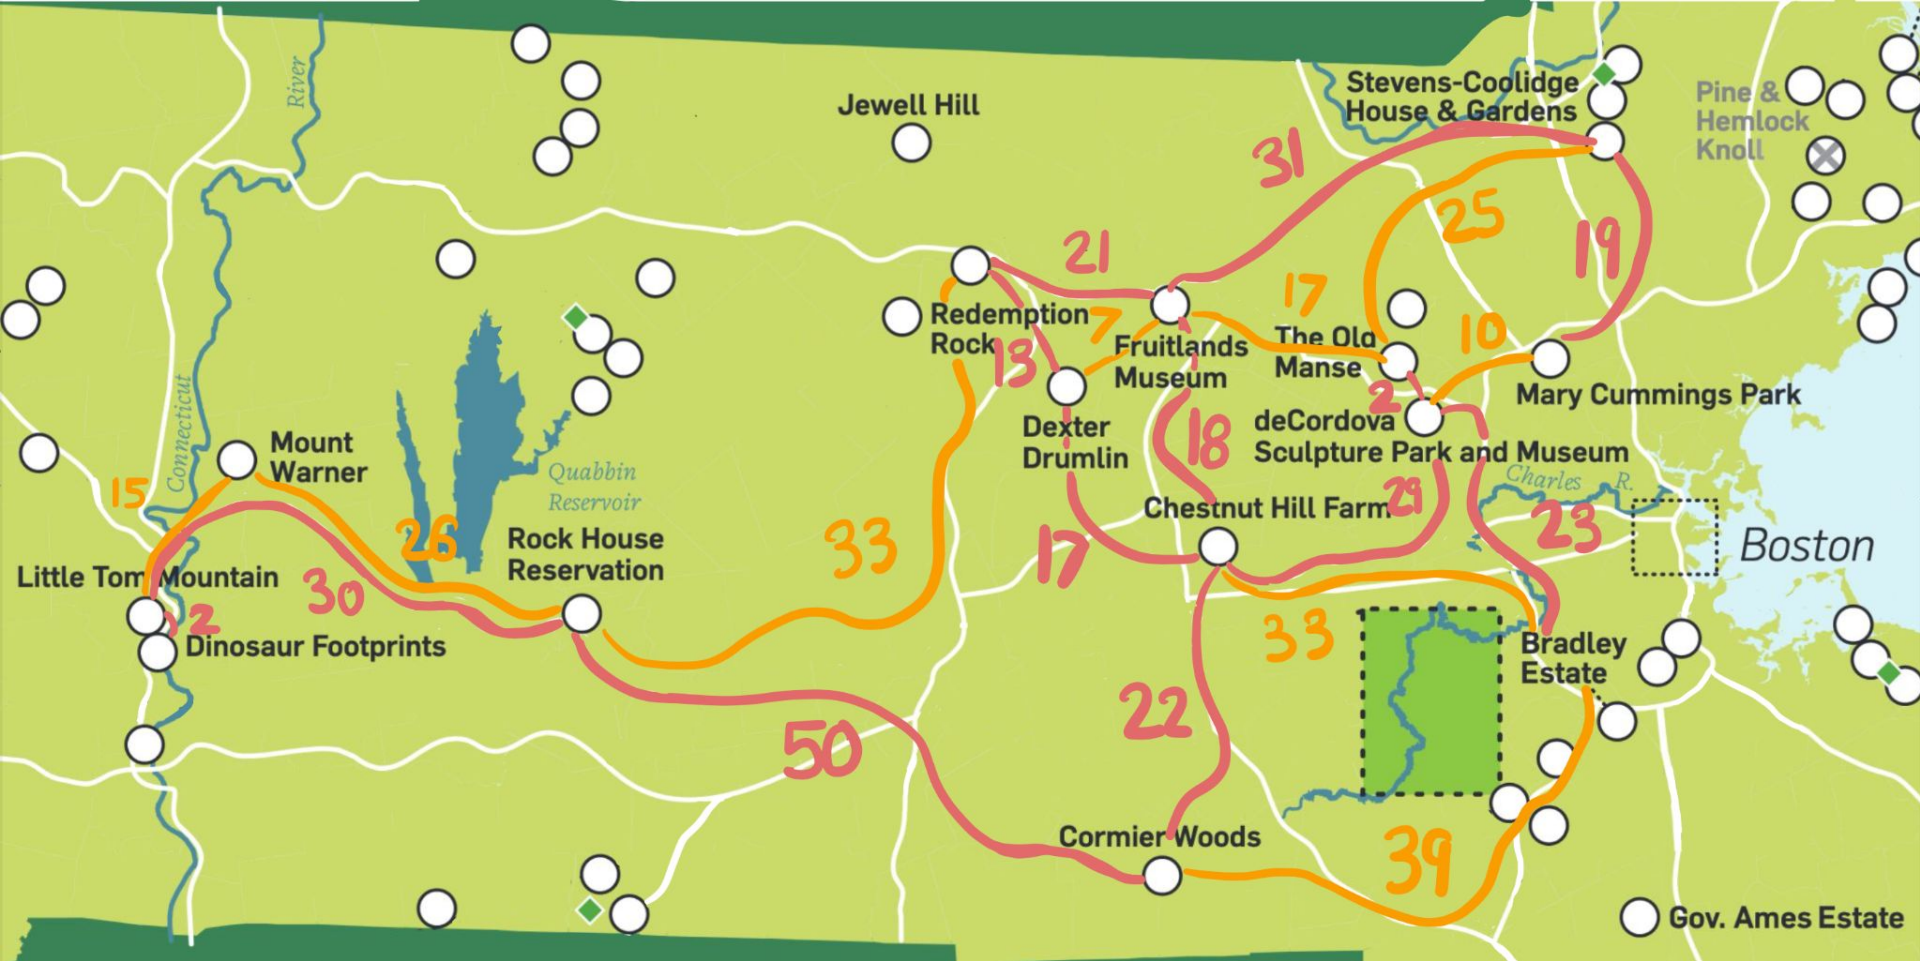 River
Jewell Hill
Stevens-Coolidge
House & Gardens
Pine &
Hemlock
Knoll
31
25
19
21
17
10
7
13
2
Redemption
Rock
Fruitlands
Museum
The Old
Manse
Mary Cummings Park
Dexter
Drumlin
18
deCordova
Sculpture Park and Museum
Connecticut
Mount
Warner
15
26
Quabbin
Reservoir
Rock House
Reservation
33
Charles R.
29
23
Chestnut Hill Farm
17
Boston
Little Tom Mountain
30
2
Dinosaur Footprints
33
Bradley
Estate
22
50
Cormier Woods
39
Gov. Ames Estate